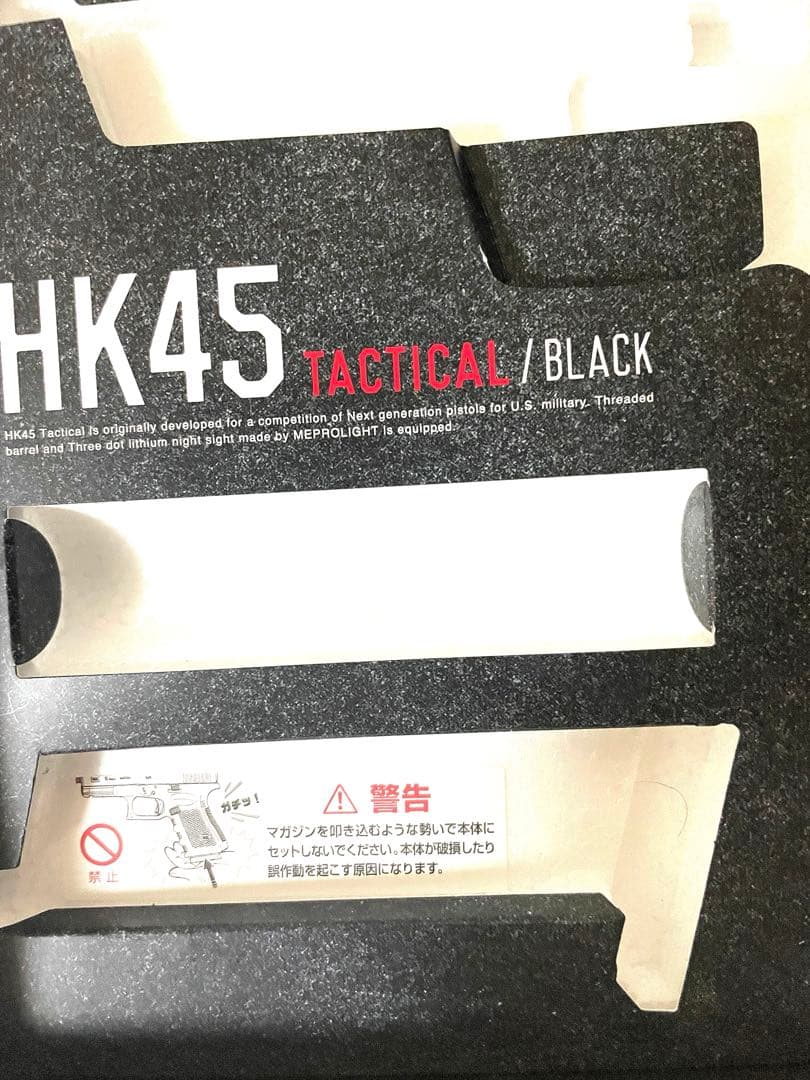 HK45 TACTICAL / BLACK
HK45 Tactical is originally developed for a competition of Next generation pistols for U.S. military. Threaded
barrel and Three dot lithium night sight made by MEPROLIGHT is equipped.
ガチッ!
警告
マガジンを叩き込むような勢いで本体に
セットしないでください。本体が破損したり
誤作動を起こす原因になります。
禁止